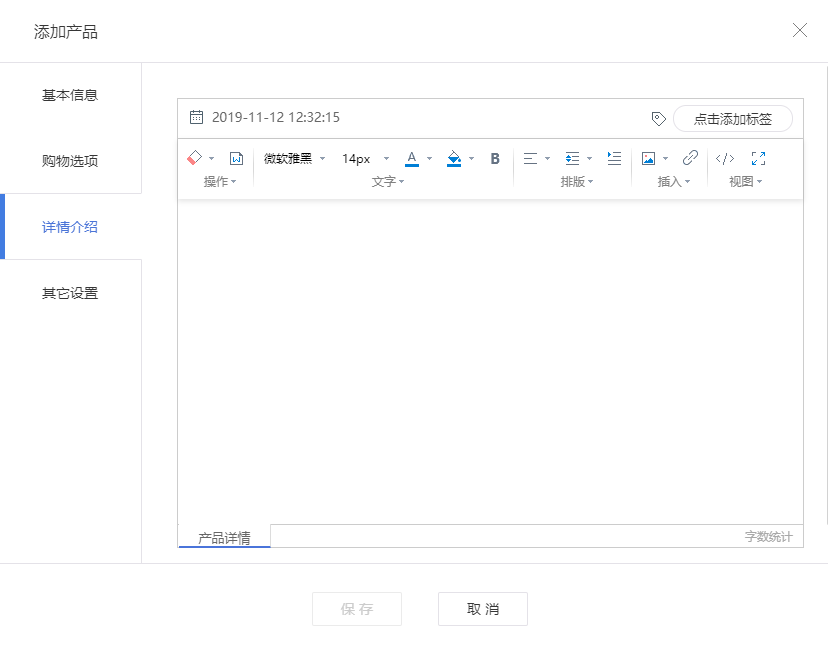 添加产品
基本信息
购物选项
详情介绍
其它设置
2019-11-12 12:32:15
点击添加标签
微软雅黑 14px A B </>
操作 文字 排版 插入 视图
产品详情 字数统计
保存 取消